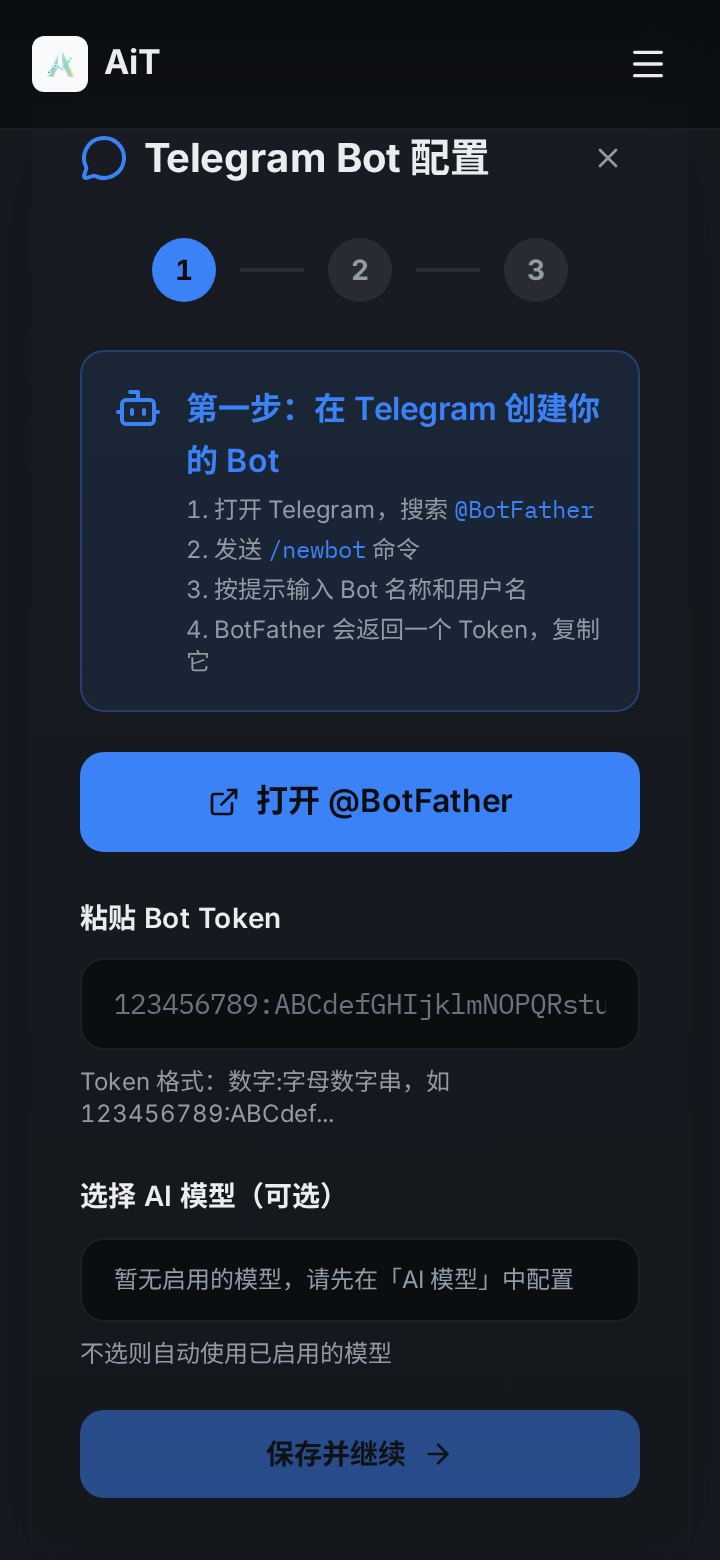 AiT
Telegram Bot 配置
1
2
3
第一步：在 Telegram 创建你
的 Bot
1. 打开 Telegram，搜索 @BotFather
2. 发送 /newbot 命令
3. 按提示输入 Bot 名称和用户名
4. BotFather 会返回一个 Token，复制
它
打开 @BotFather
粘贴 Bot Token
123456789:ABCdefGHIjklmNOPQRstu
Token 格式：数字:字母数字串，如
123456789:ABCdef...
选择 AI 模型（可选）
暂无启用的模型，请先在「AI 模型」中配置
不选则自动使用已启用的模型
保存并继续 →